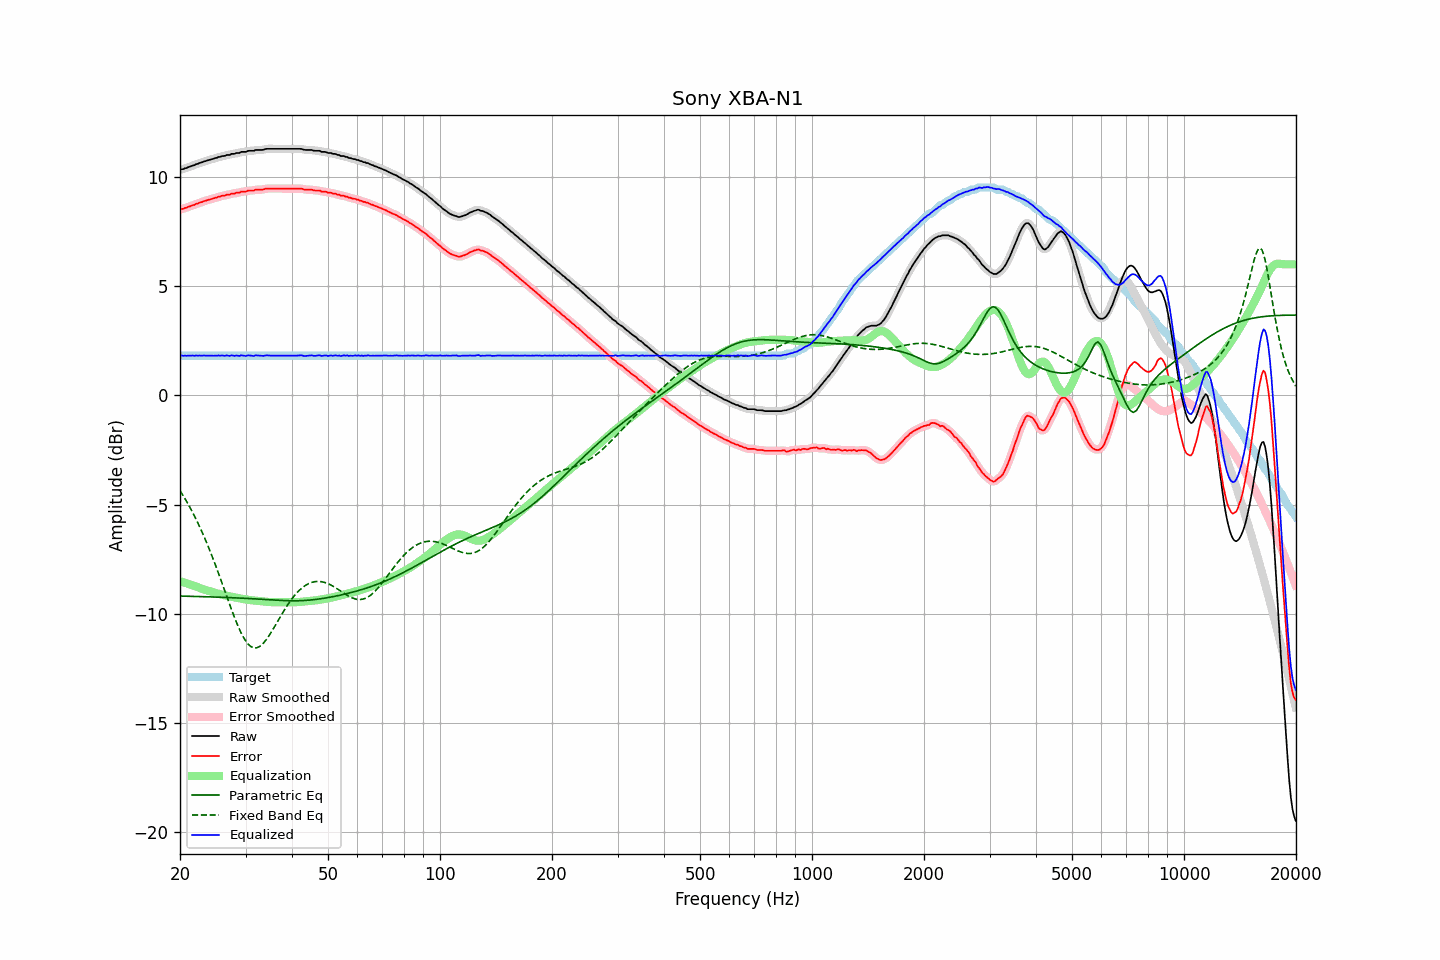 Sony XBA-N1
Amplitude (dBr)
10
5
0
−5
−10
−15
−20
Target
Raw Smoothed
Error Smoothed
Raw
Error
Equalization
Parametric Eq
Fixed Band Eq
Equalized
20 50 100 200 500 1000 2000 5000 10000 20000
Frequency (Hz)